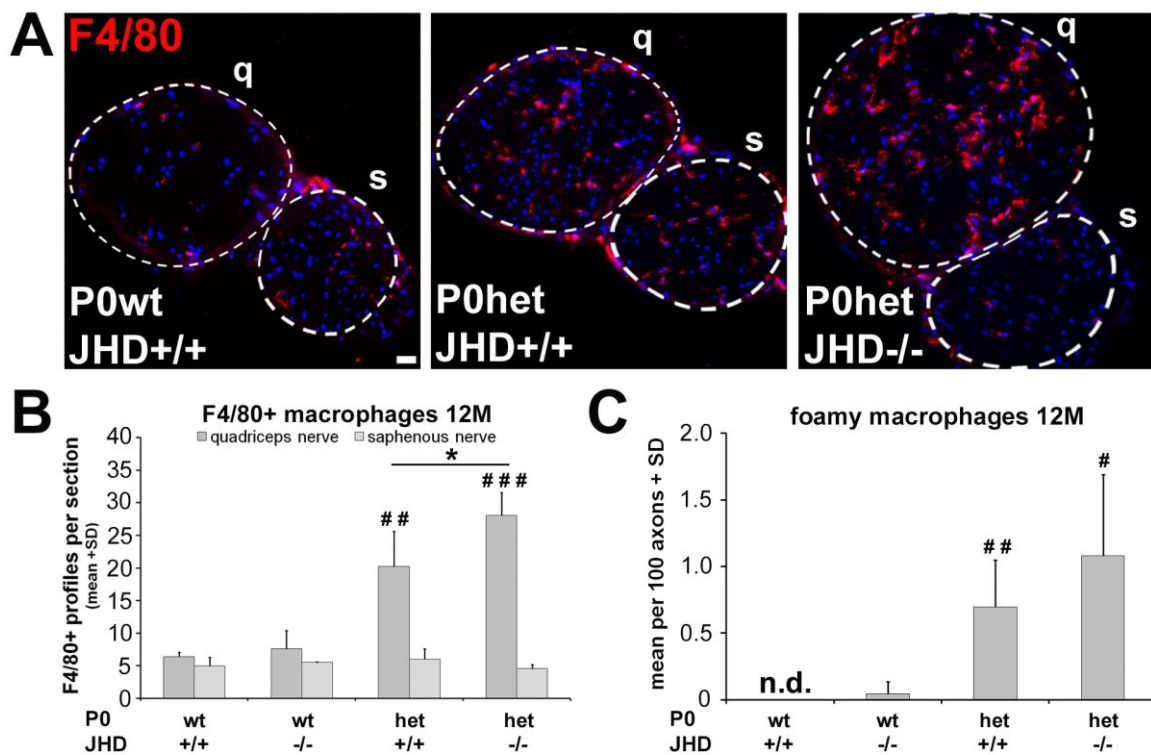 A
F4/80
q
s
P0wt
JHD+/+
q
s
P0het
JHD+/+
q
s
P0het
JHD-/-
B
F4/80+ macrophages 12M
quadriceps nerve
saphenous nerve
F4/80+ profiles per section
(mean +SD)
40
35
30
25
20
15
10
5
0
##
*
###
P0 wt wt het het
JHD +/+ -/- +/+ -/-
C
foamy macrophages 12M
mean per 100 axons + SD
2.0
1.5
1.0
0.5
0
n.d.
##
#
P0 wt wt het het
JHD +/+ -/- +/+ -/-